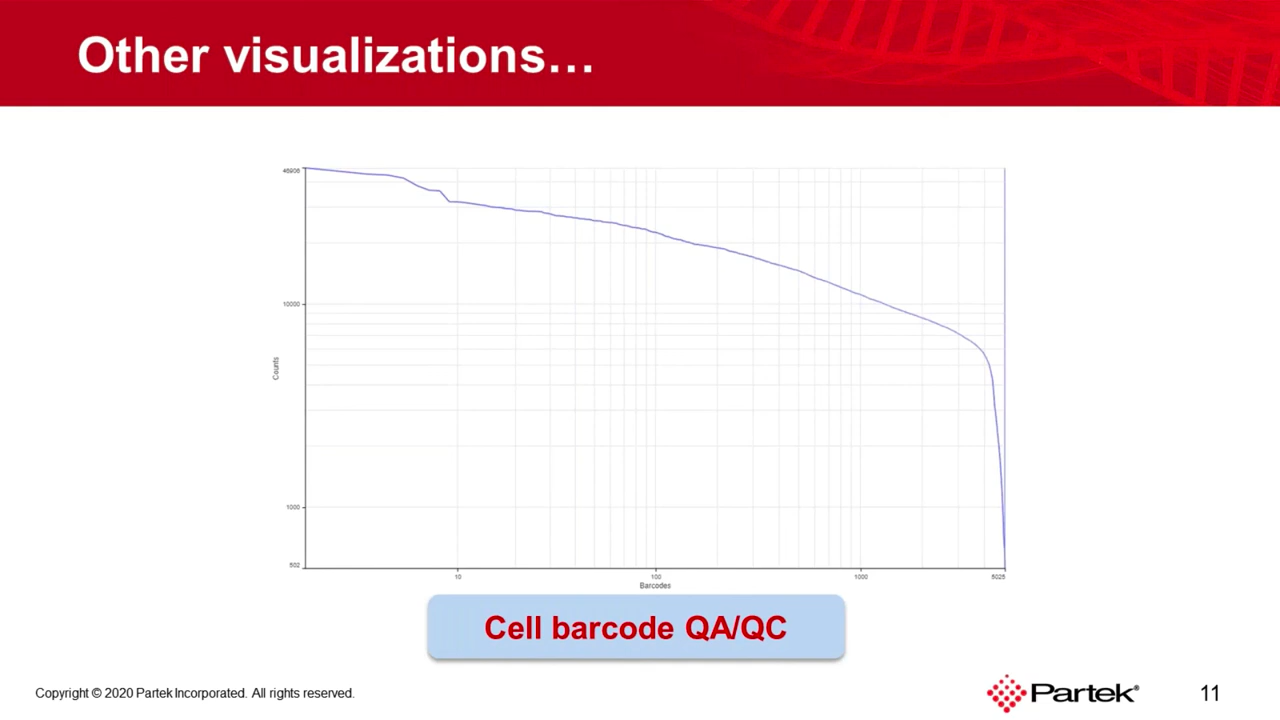 Other visualizations…
46906
10000
Counts
1000
502
10
100
1000
5025
Barcodes
Cell barcode QA/QC
Copyright © 2020 Partek Incorporated. All rights reserved.
Partek®
11